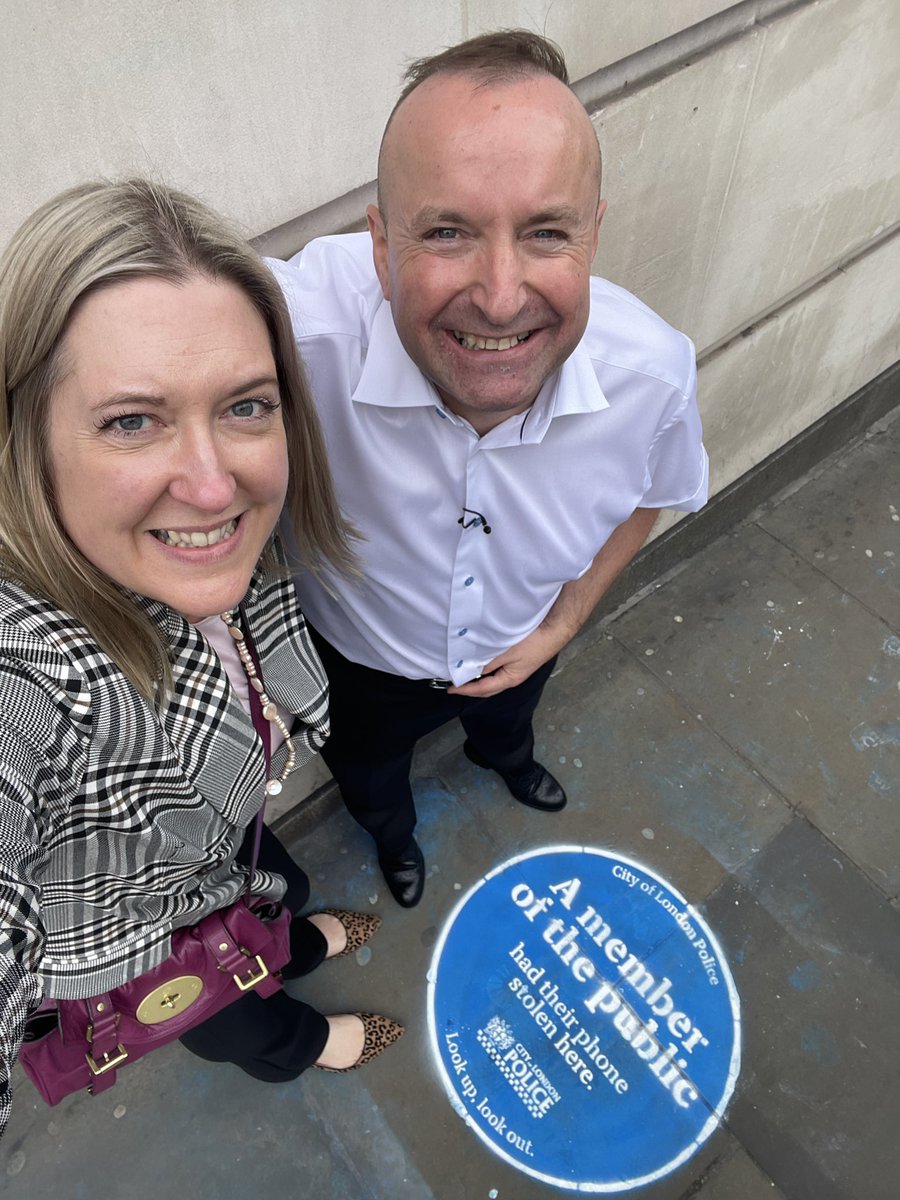 City of London Police
A member
of the public
had their phone
stolen here.
CITY OF LONDON
POLICE
Look up, look out.